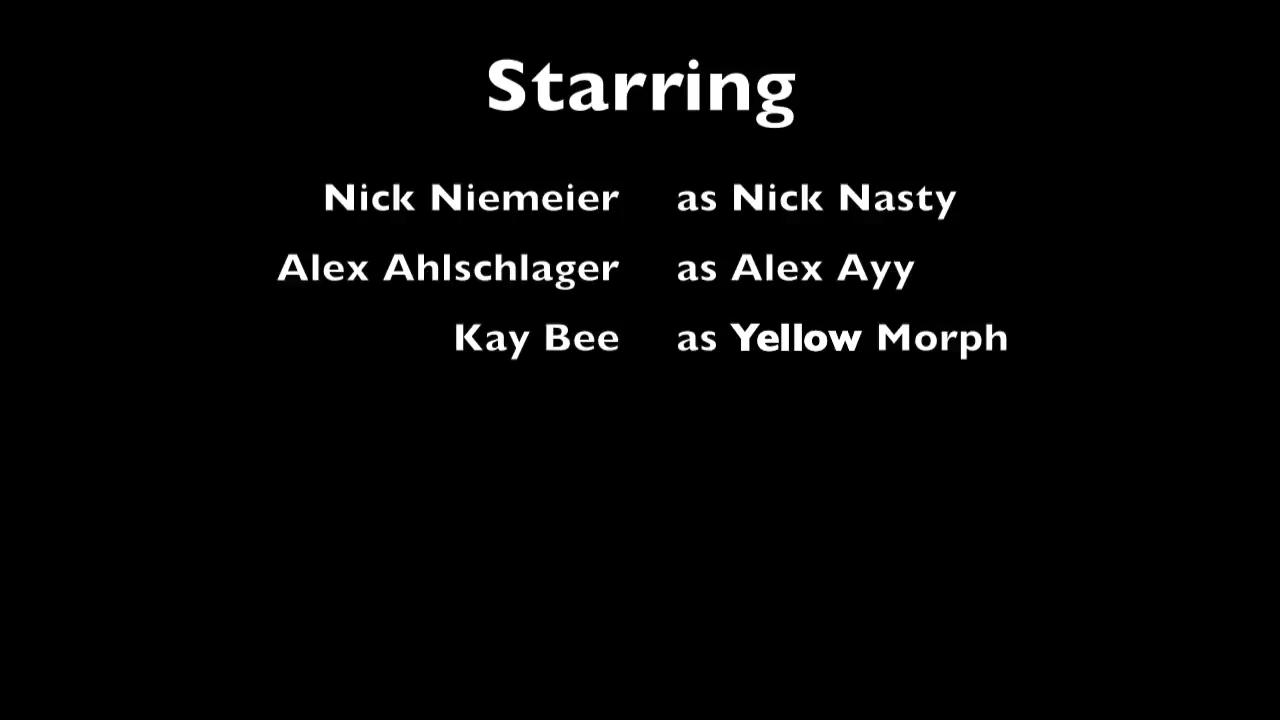 Starring
Nick Niemeier as Nick Nasty
Alex Ahlschlager as Alex Ayy
Kay Bee as Yellow Morph